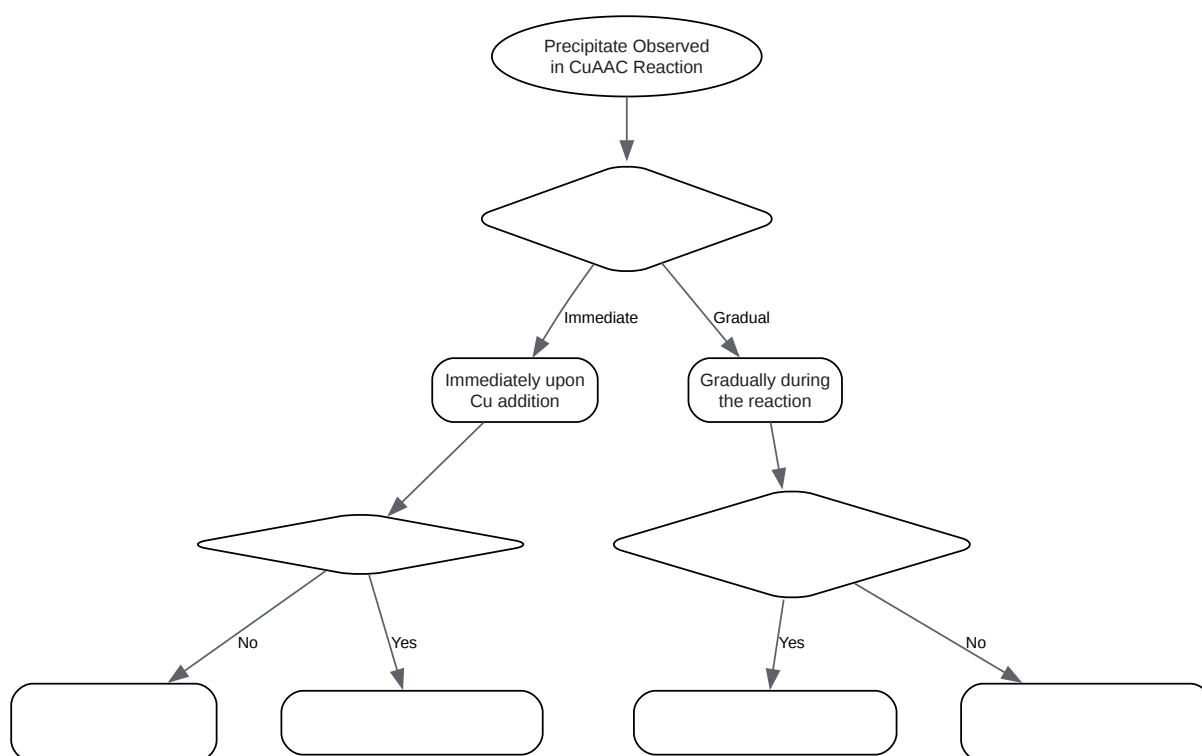 Precipitate Observed
in CuAAC Reaction
Immediate
Gradual
Immediately upon
Cu addition
Gradually during
the reaction
No
Yes
Yes
No